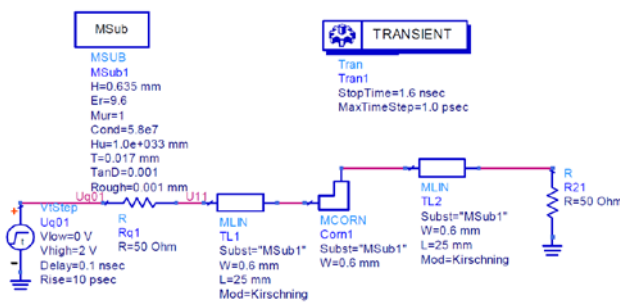 MSub
MSUB
MSub1
H=0.635 mm
Er=9.6
Mur=1
Cond=5.8e7
Hu=1.0e+033 mm
T=0.017 mm
TanD=0.001
Rough=0.001 mm
TRANSIENT
Tran
Tran1
StopTime=1.6 nsec
MaxTimeStep=1.0 psec
Uq01
VtStep
Uq01
Vlow=0 V
Vhigh=2 V
Delay=0.1 nsec
Rise=10 psec
t
R
Rq1
R=50 Ohm
U11
MLIN
TL1
Subst="MSub1"
W=0.6 mm
L=25 mm
Mod=Kirschning
MCORN
Corn1
Subst="MSub1"
W=0.6 mm
MLIN
TL2
Subst="MSub1"
W=0.6 mm
L=25 mm
Mod=Kirschning
R
R21
R=50 Ohm